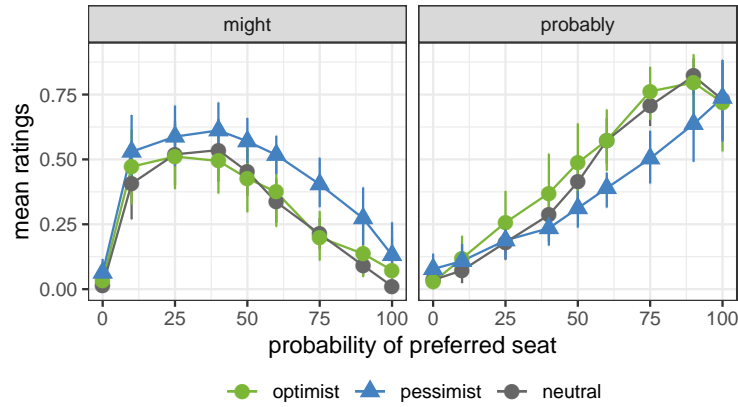 might probably
mean ratings
0.75
0.50
0.25
0.00
0 25 50 75 100 0 25 50 75 100
probability of preferred seat
optimist pessimist neutral